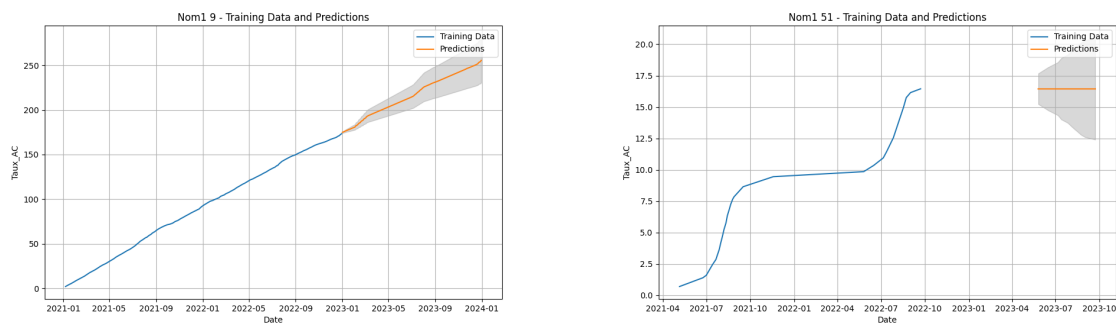 Nom1 9 - Training Data and Predictions
Training Data
Predictions
250
200
150
100
50
0
Taux_AC
2021-01 2021-05 2021-09 2022-01 2022-05 2022-09 2023-01 2023-05 2023-09 2024-01
Date
Nom1 51 - Training Data and Predictions
Training Data
Predictions
20.0
17.5
15.0
12.5
10.0
7.5
5.0
2.5
0.0
Taux_AC
2021-04 2021-07 2021-10 2022-01 2022-04 2022-07 2022-10 2023-01 2023-04 2023-07 2023-10
Date